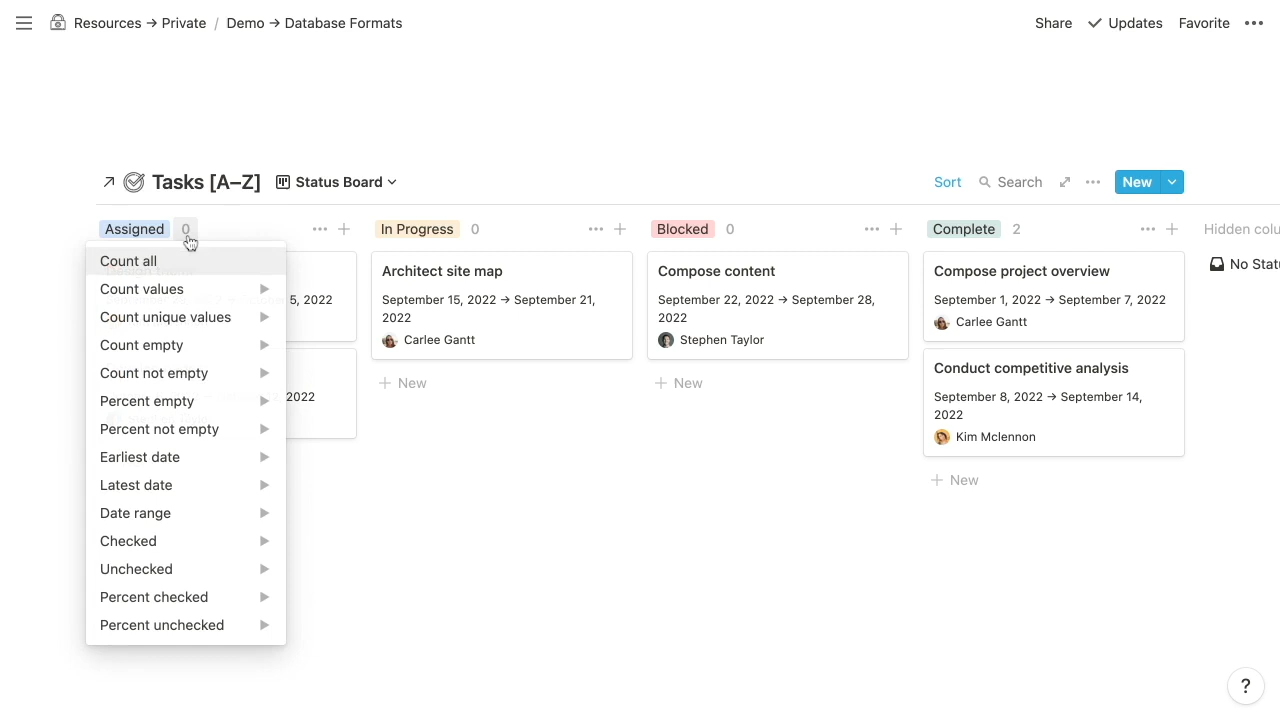 Resources → Private / Demo → Database Formats
Share ✓ Updates Favorite •••
↗ Tasks [A–Z] Status Board
Sort Search ••• New
Assigned 0 ••• +
In Progress 0 ••• +
Blocked 0 ••• +
Complete 2 ••• +
Hidden colu
Count all
Count values
Count unique values
Count empty
Count not empty
Percent empty
Percent not empty
Earliest date
Latest date
Date range
Checked
Unchecked
Percent checked
Percent unchecked
5, 2022
2022
Architect site map
September 15, 2022 → September 21,
2022
Carlee Gantt
+ New
Compose content
September 22, 2022 → September 28,
2022
Stephen Taylor
+ New
Compose project overview
September 1, 2022 → September 7, 2022
Carlee Gantt
Conduct competitive analysis
September 8, 2022 → September 14,
2022
Kim Mclennon
+ New
No Stat
?